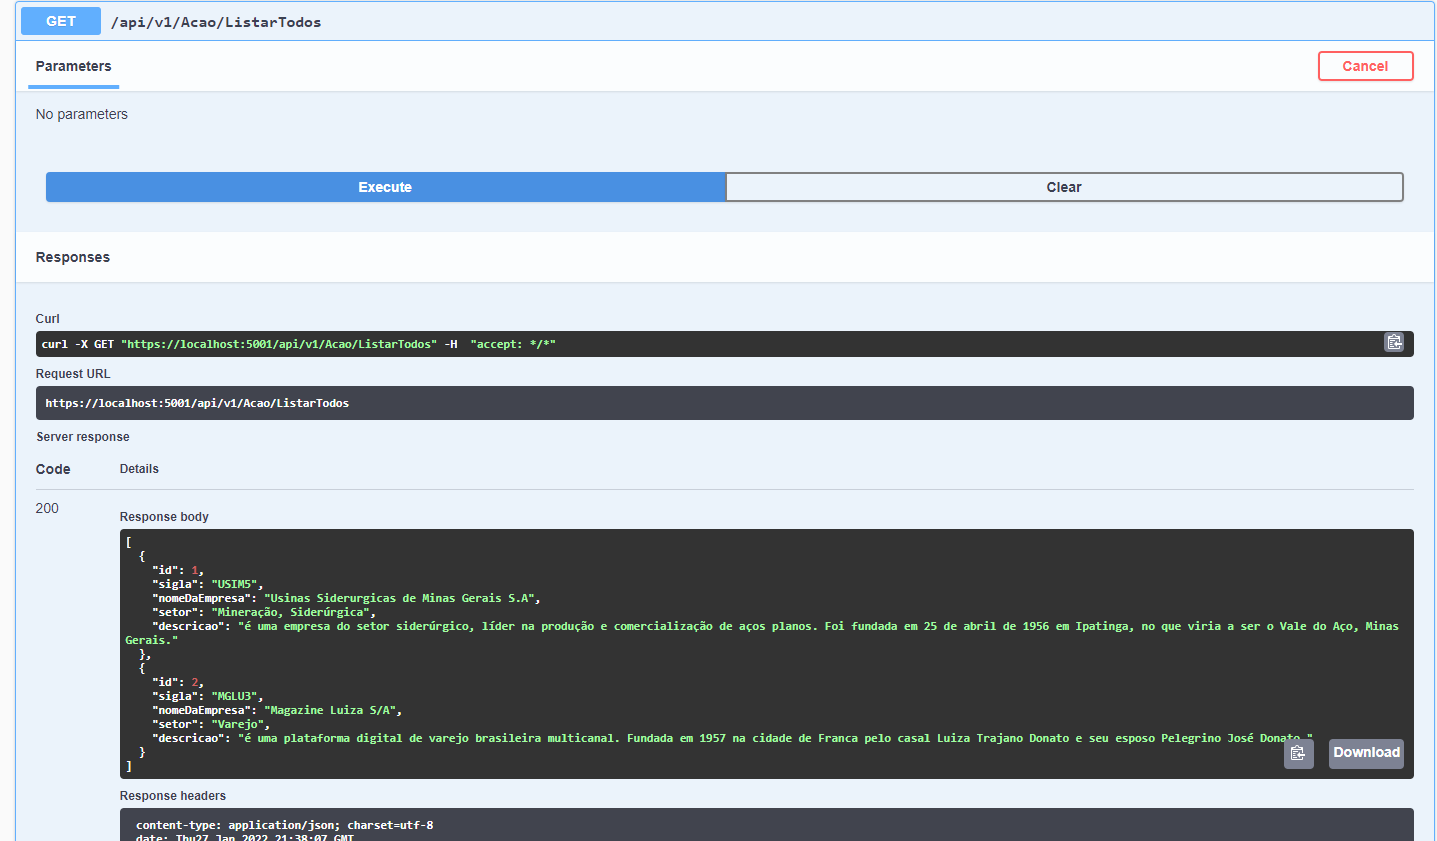 GET /api/v1/Acao/ListarTodos
Parameters
Cancel
No parameters
Execute
Clear
Responses
Curl
curl -X GET "https://localhost:5001/api/v1/Acao/ListarTodos" -H  "accept: */*"
Request URL
https://localhost:5001/api/v1/Acao/ListarTodos
Server response
Code Details
200
Response body
[
  {
    "id": 1,
    "sigla": "USIM5",
    "nomeDaEmpresa": "Usinas Siderurgicas de Minas Gerais S.A",
    "setor": "Mineração, Siderúrgica",
    "descricao": "é uma empresa do setor siderúrgico, líder na produção e comercialização de aços planos. Foi fundada em 25 de abril de 1956 em Ipatinga, no que viria a ser o Vale do Aço, Minas
Gerais."
  },
  {
    "id": 2,
    "sigla": "MGLU3",
    "nomeDaEmpresa": "Magazine Luiza S/A",
    "setor": "Varejo",
    "descricao": "é uma plataforma digital de varejo brasileira multicanal. Fundada em 1957 na cidade de Franca pelo casal Luiza Trajano Donato e seu esposo Pelegrino José Donato."
  }
]
Download
Response headers
content-type: application/json; charset=utf-8
date: Thu27 Jan 2022 21:38:07 GMT